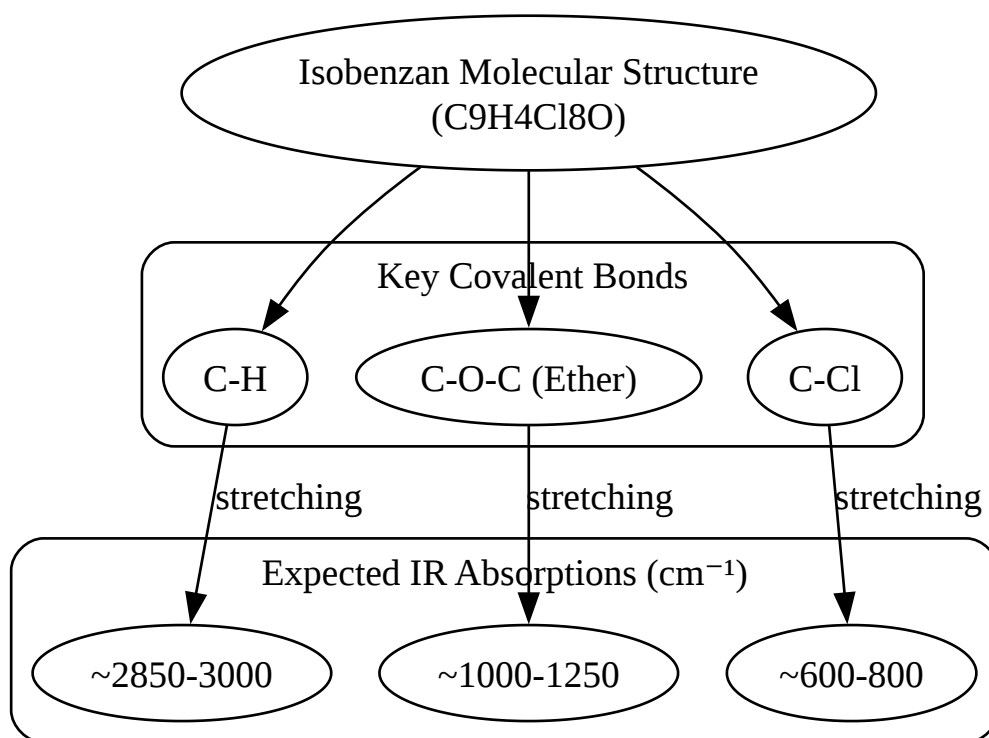 Isobenzan Molecular Structure
(C9H4Cl8O)
Key Covalent Bonds
C-H
C-O-C (Ether)
C-Cl
stretching
stretching
stretching
Expected IR Absorptions (cm⁻¹)
~2850-3000
~1000-1250
~600-800